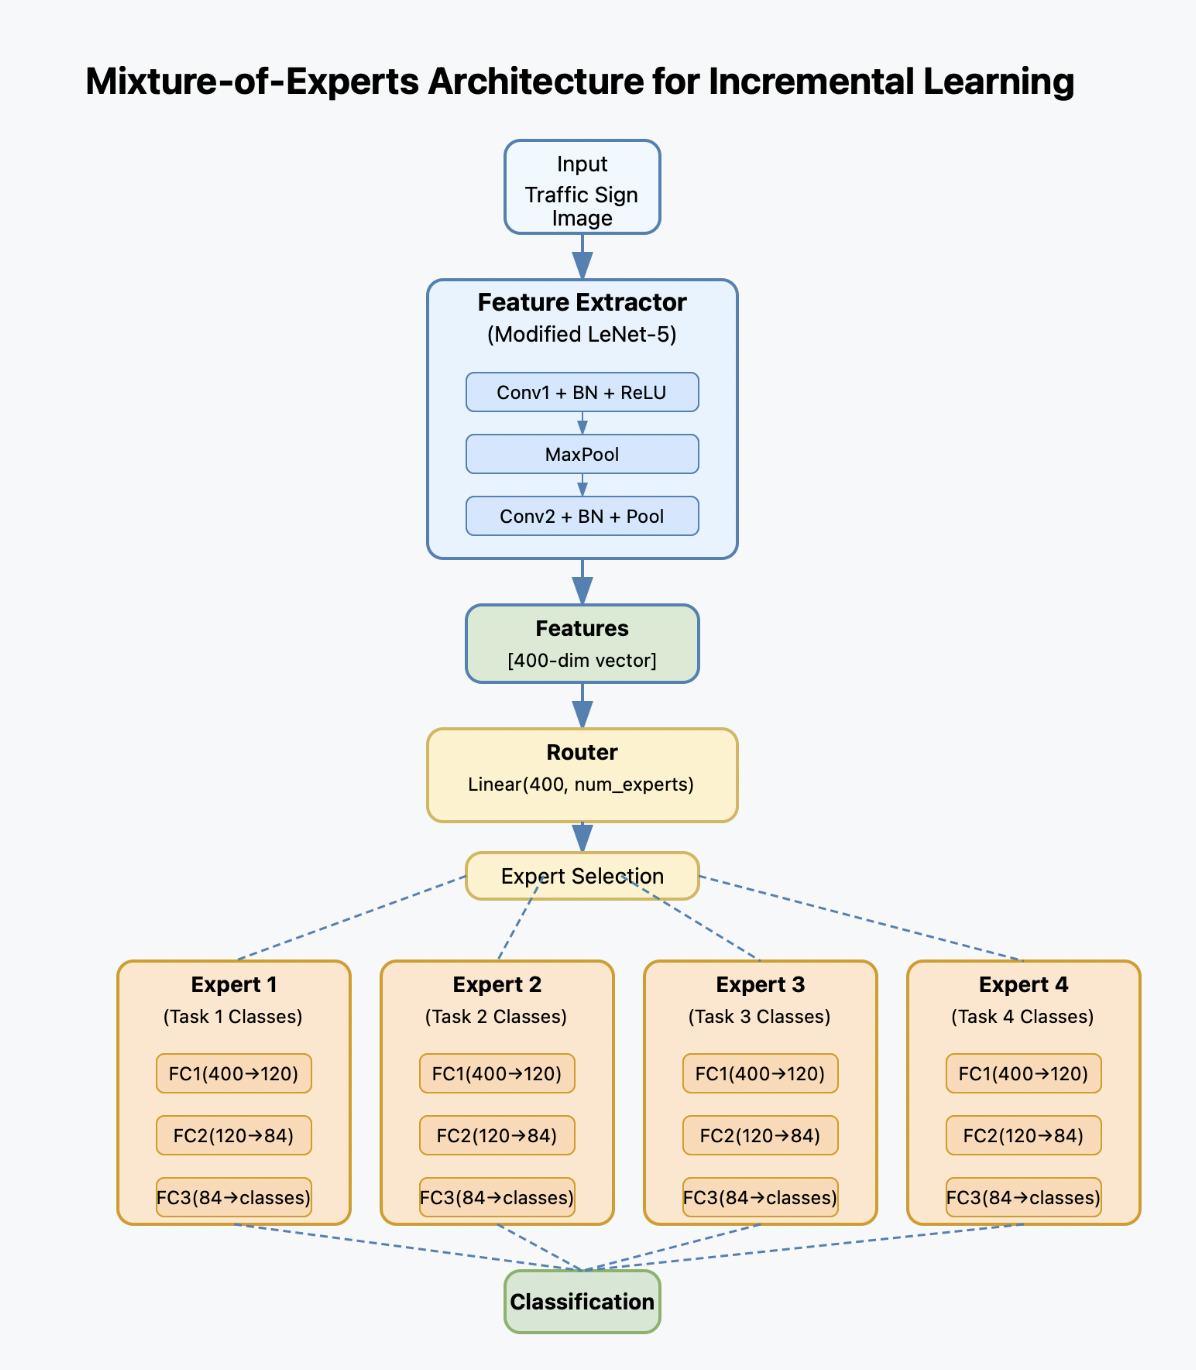 Mixture-of-Experts Architecture for Incremental Learning
Input
Traffic Sign
Image
Feature Extractor
(Modified LeNet-5)
Conv1 + BN + ReLU
MaxPool
Conv2 + BN + Pool
Features
[400-dim vector]
Router
Linear(400, num_experts)
Expert Selection
Expert 1
(Task 1 Classes)
FC1(400→120)
FC2(120→84)
FC3(84→classes)
Expert 2
(Task 2 Classes)
FC1(400→120)
FC2(120→84)
FC3(84→classes)
Expert 3
(Task 3 Classes)
FC1(400→120)
FC2(120→84)
FC3(84→classes)
Expert 4
(Task 4 Classes)
FC1(400→120)
FC2(120→84)
FC3(84→classes)
Classification